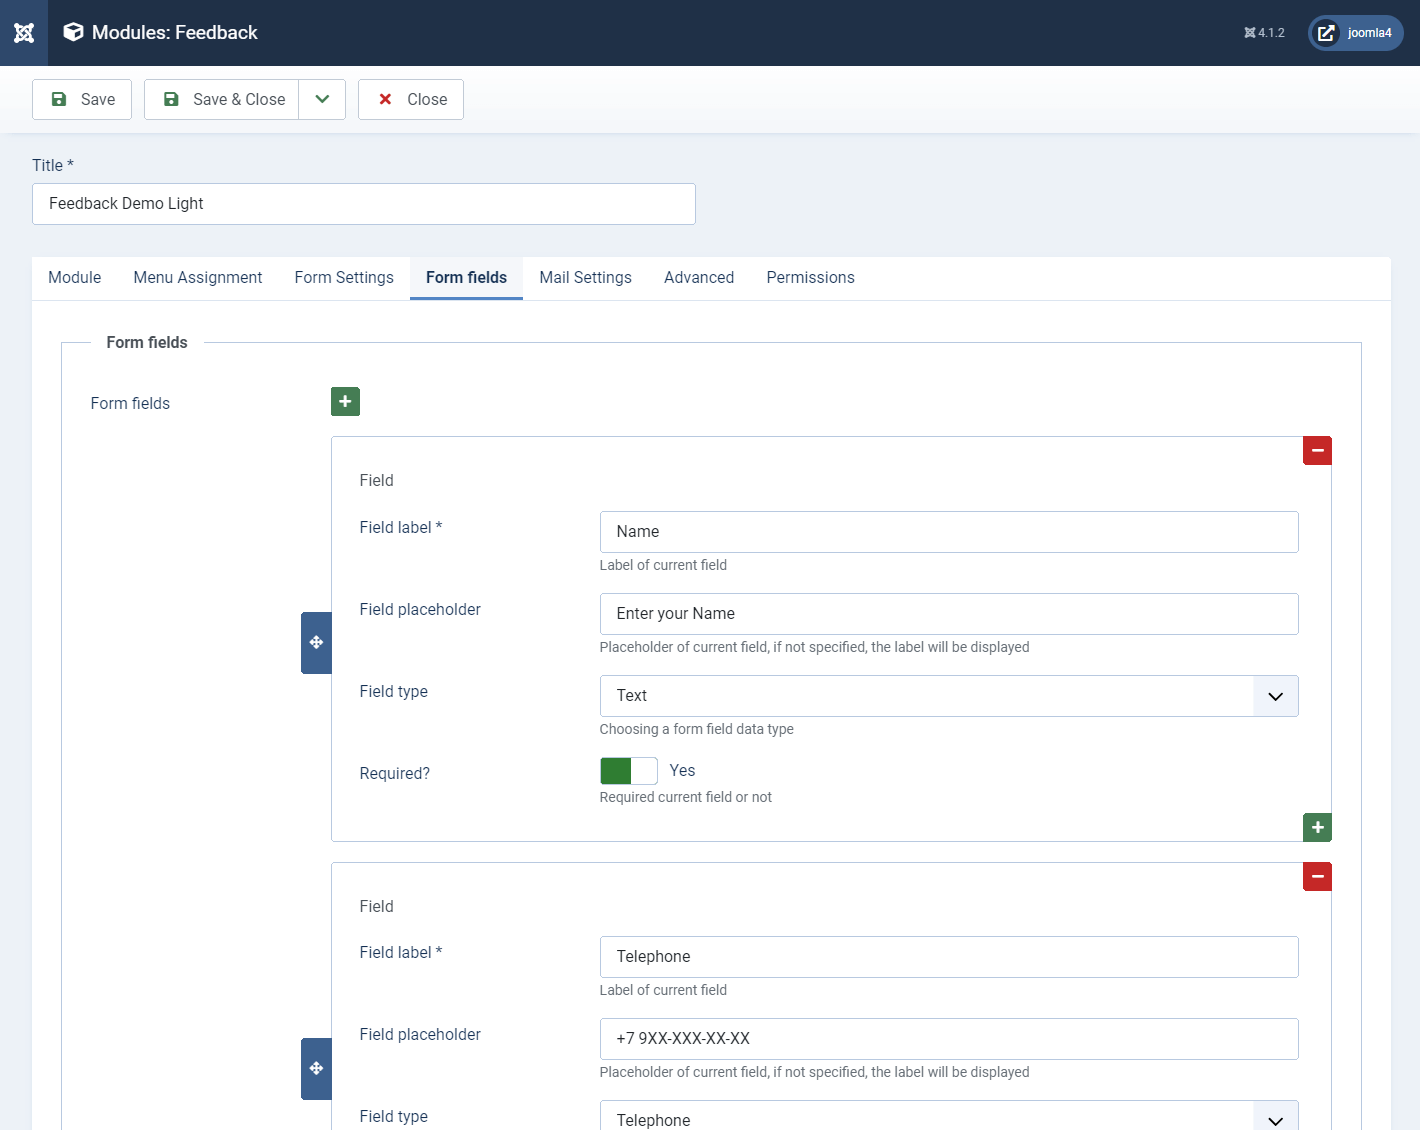 Modules: Feedback
4.1.2
joomla4
Save
Save & Close
Close
Title *
Feedback Demo Light
Module Menu Assignment Form Settings Form fields Mail Settings Advanced Permissions
Form fields
Form fields
Field
Field label *
Name
Label of current field
Field placeholder
Enter your Name
Placeholder of current field, if not specified, the label will be displayed
Field type
Text
Choosing a form field data type
Required?
Yes
Required current field or not
Field
Field label *
Telephone
Label of current field
Field placeholder
+7 9XX-XXX-XX-XX
Placeholder of current field, if not specified, the label will be displayed
Field type
Telephone